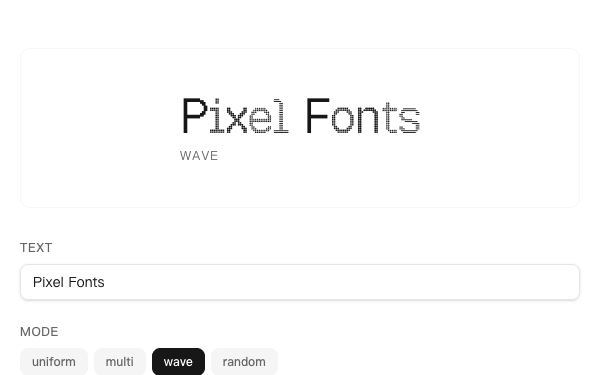 Pixel Fonts
WAVE
TEXT
Pixel Fonts
MODE
uniform multi wave random